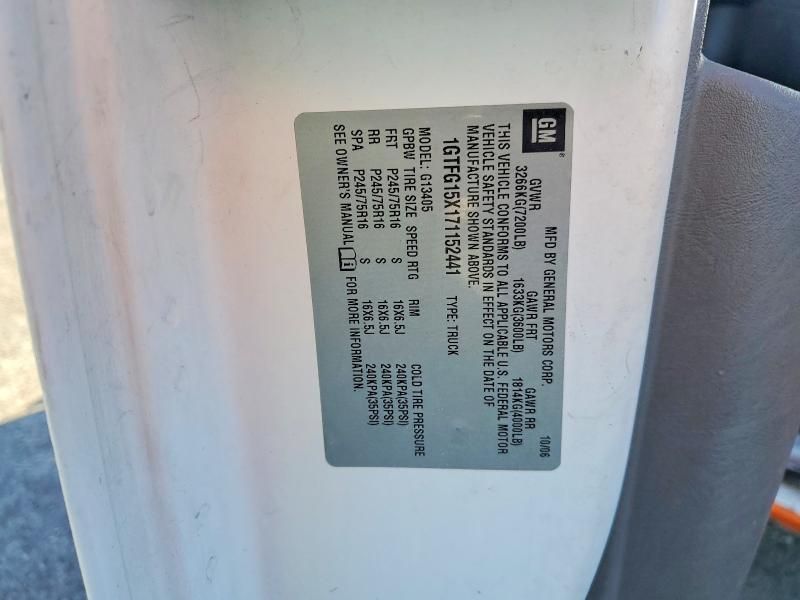 GM ®
MFD BY GENERAL MOTORS CORP. 10/06
GVWR GAWR FRT GAWR RR
3266KG(7200LB) 1633KG(3600LB) 1814KG(4000LB)
THIS VEHICLE CONFORMS TO ALL APPLICABLE U.S. FEDERAL MOTOR
VEHICLE SAFETY STANDARDS IN EFFECT ON THE DATE OF
MANUFACTURE SHOWN ABOVE.
1GTFG15X171152441 TYPE: TRUCK
MODEL: G13405
GPBW TIRE SIZE SPEED RTG RIM COLD TIRE PRESSURE
FRT P245/75R16 S 16X6.5J 240KPA(35PSI)
RR P245/75R16 S 16X6.5J 240KPA(35PSI)
SPA P245/75R16 S 16X6.5J 240KPA(35PSI)
SEE OWNER'S MANUAL FOR MORE INFORMATION.